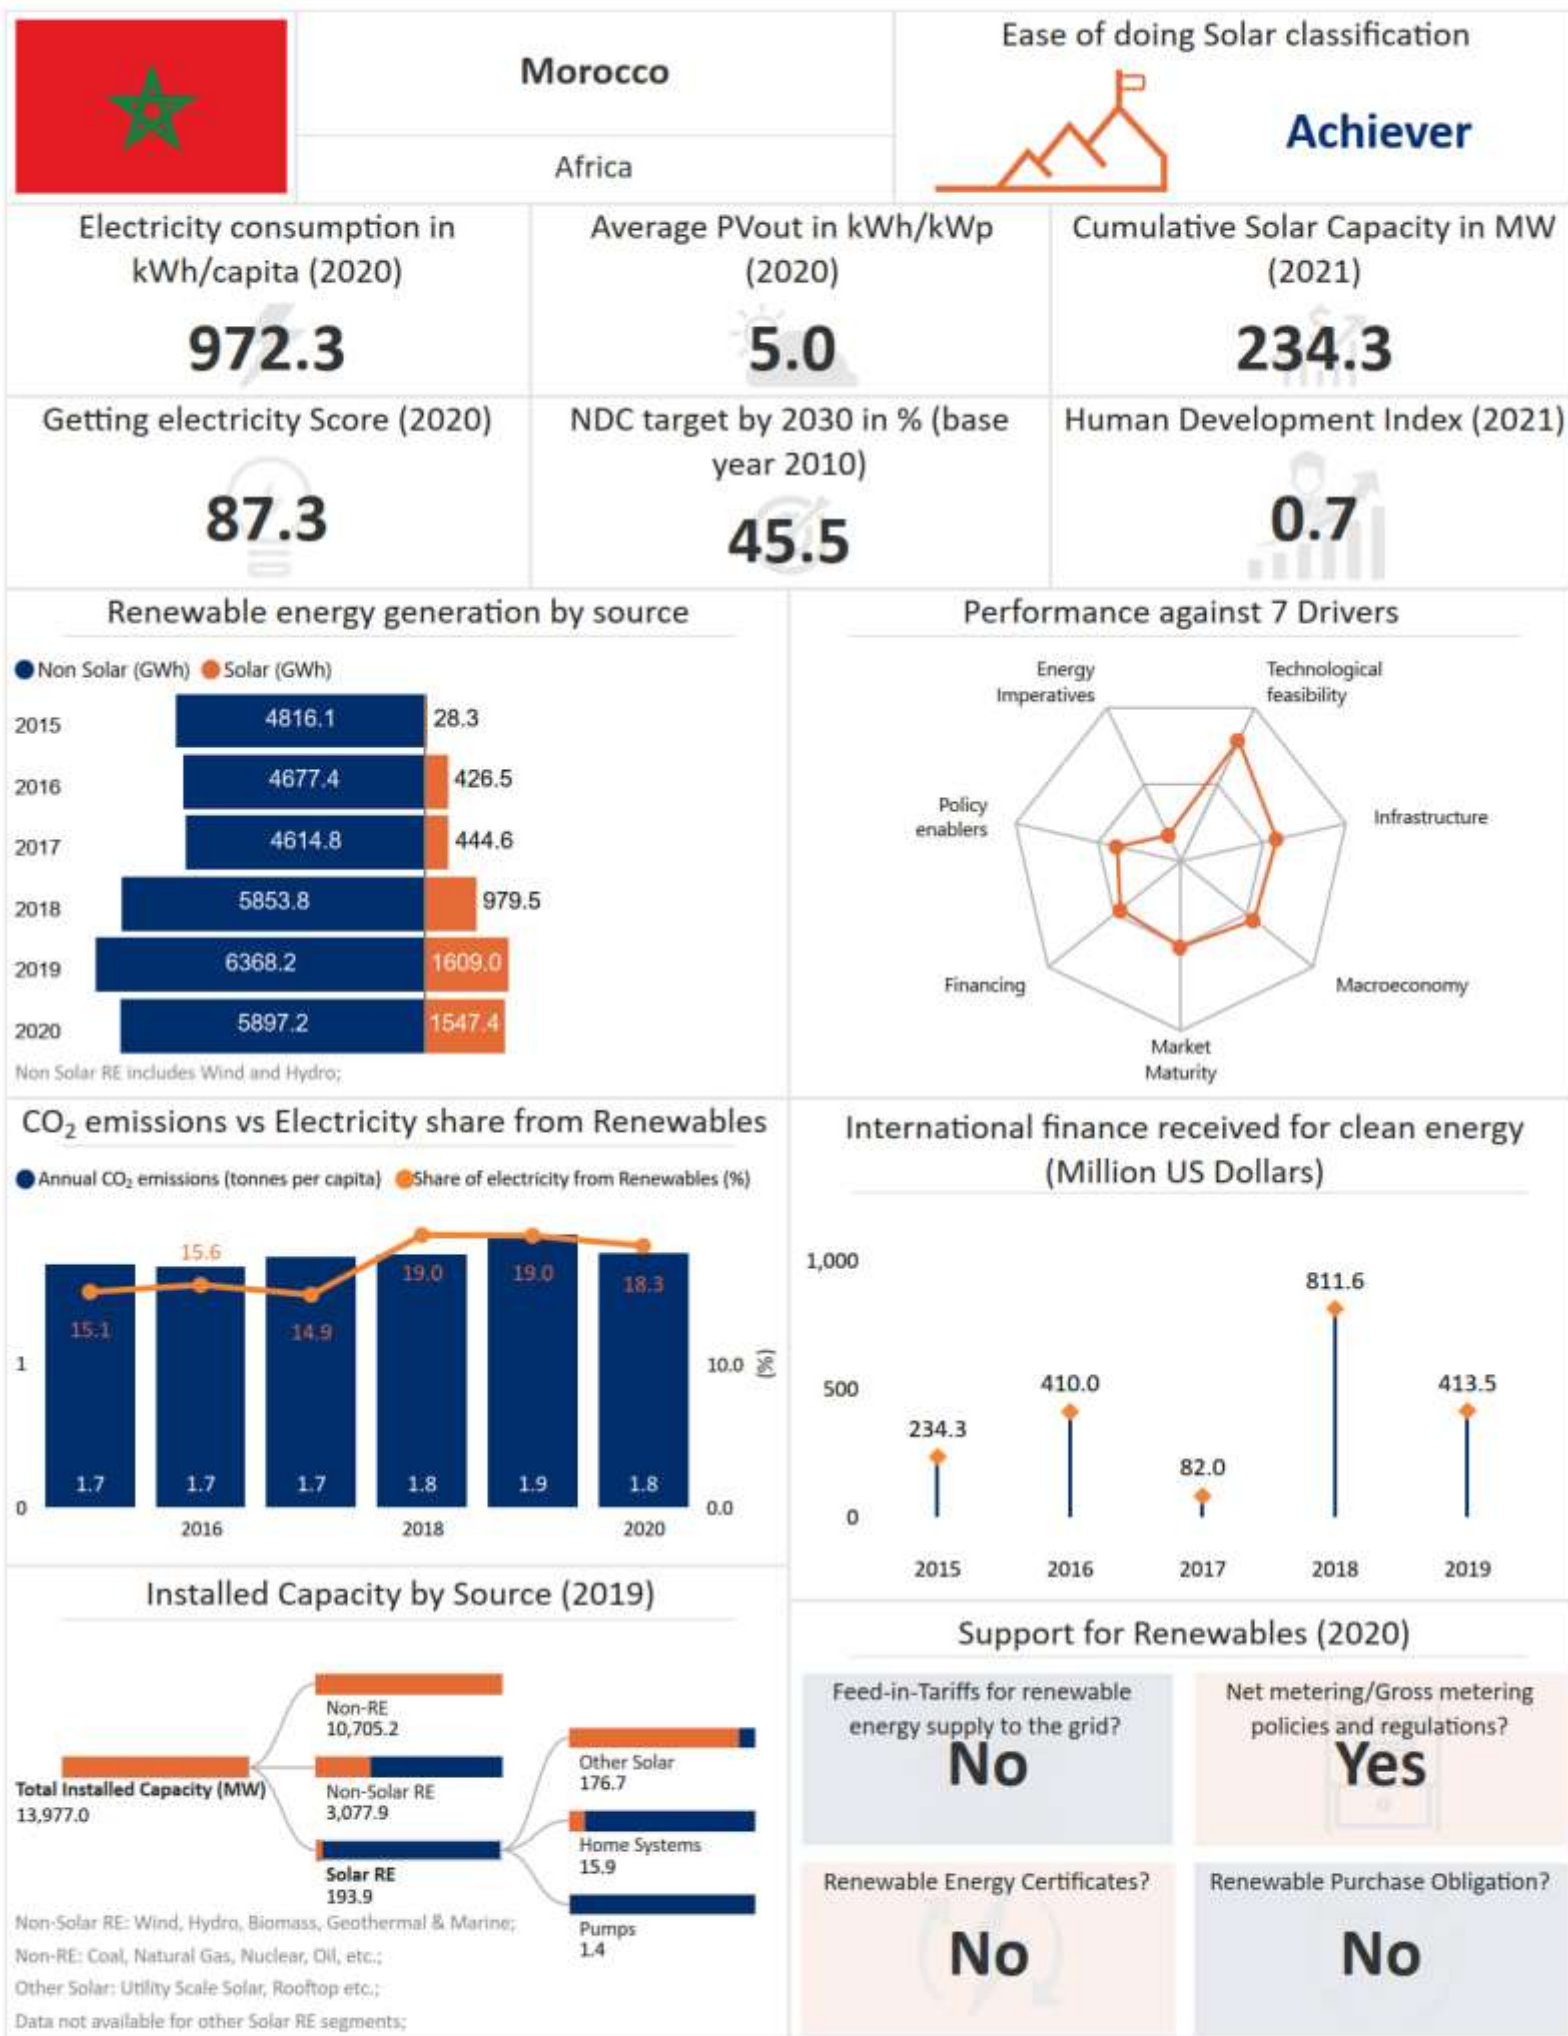 Morocco
Africa
Ease of doing Solar classification
Achiever
Electricity consumption in
kWh/capita (2020)
972.3
Average PVout in kWh/kWp
(2020)
5.0
Cumulative Solar Capacity in MW
(2021)
234.3
Getting electricity Score (2020)
87.3
NDC target by 2030 in % (base
year 2010)
45.5
Human Development Index (2021)
0.7
Renewable energy generation by source
Non Solar (GWh) Solar (GWh)
2015 4816.1 28.3
2016 4677.4 426.5
2017 4614.8 444.6
2018 5853.8 979.5
2019 6368.2 1609.0
2020 5897.2 1547.4
Non Solar RE includes Wind and Hydro;
Performance against 7 Drivers
Energy
Imperatives
Technological
feasibility
Policy
enablers
Infrastructure
Financing
Macroeconomy
Market
Maturity
CO₂ emissions vs Electricity share from Renewables
Annual CO₂ emissions (tonnes per capita) Share of electricity from Renewables (%)
15.6
19.0 19.0 18.3
15.1 14.9
1 10.0 (%)
1.7 1.7 1.7 1.8 1.9 1.8
0 0.0
2016 2018 2020
International finance received for clean energy
(Million US Dollars)
1,000
811.6
500 410.0 413.5
234.3
82.0
0
2015 2016 2017 2018 2019
Installed Capacity by Source (2019)
Total Installed Capacity (MW)
13,977.0
Non-RE
10,705.2
Non-Solar RE
3,077.9
Solar RE
193.9
Other Solar
176.7
Home Systems
15.9
Pumps
1.4
Non-Solar RE: Wind, Hydro, Biomass, Geothermal & Marine;
Non-RE: Coal, Natural Gas, Nuclear, Oil, etc.;
Other Solar: Utility Scale Solar, Rooftop etc.;
Data not available for other Solar RE segments;
Support for Renewables (2020)
Feed-in-Tariffs for renewable
energy supply to the grid?
No
Net metering/Gross metering
policies and regulations?
Yes
Renewable Energy Certificates?
No
Renewable Purchase Obligation?
No